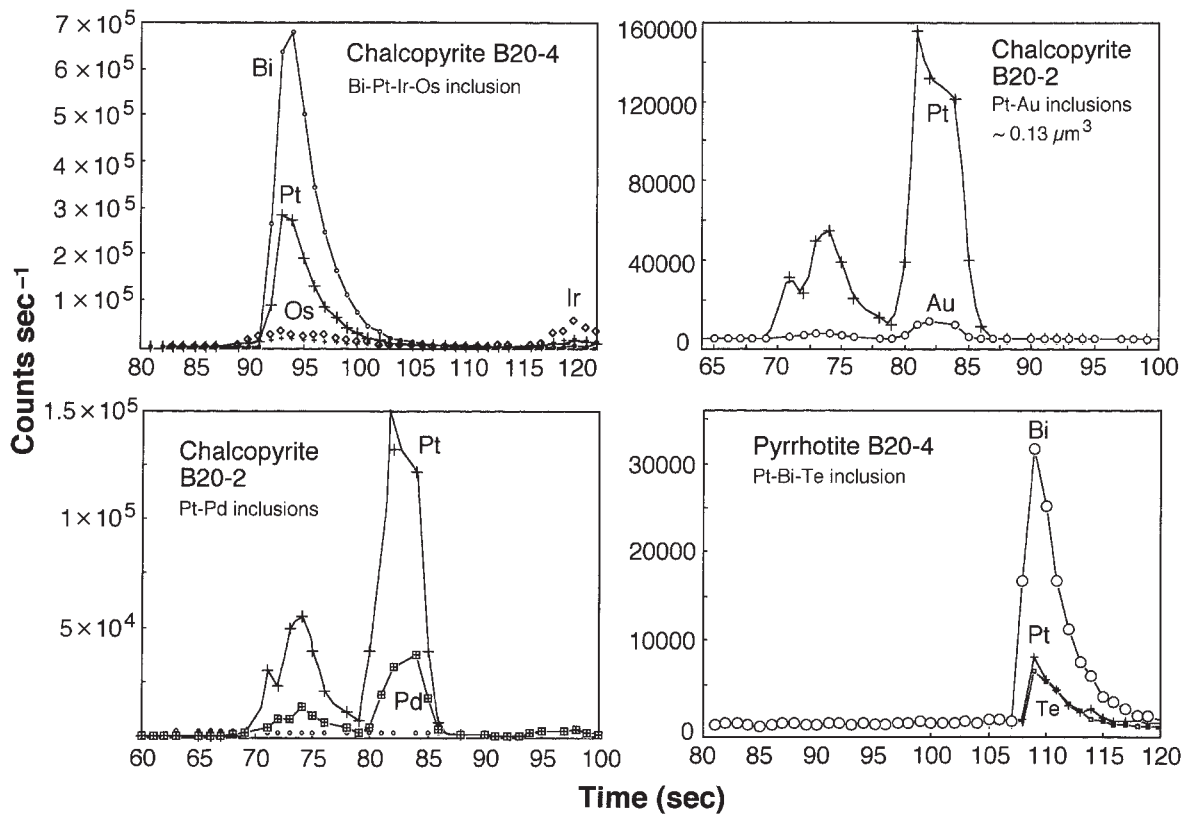 Counts sec⁻¹
7 × 10⁵
6 × 10⁵
5 × 10⁵
4 × 10⁵
3 × 10⁵
2 × 10⁵
1 × 10⁵
Chalcopyrite B20-4
Bi-Pt-Ir-Os inclusion
Bi
Pt
Os
Ir
80 85 90 95 100 105 110 115 120
160000
120000
80000
40000
0
Chalcopyrite
B20-2
Pt-Au inclusions
~ 0.13 μm³
Pt
Au
65 70 75 80 85 90 95 100
1.5 × 10⁵
1 × 10⁵
5 × 10⁴
Chalcopyrite
B20-2
Pt-Pd inclusions
Pt
Pd
60 65 70 75 80 85 90 95 100
30000
20000
10000
0
Pyrrhotite B20-4
Pt-Bi-Te inclusion
Bi
Pt
Te
80 85 90 95 100 105 110 115 120
Time (sec)